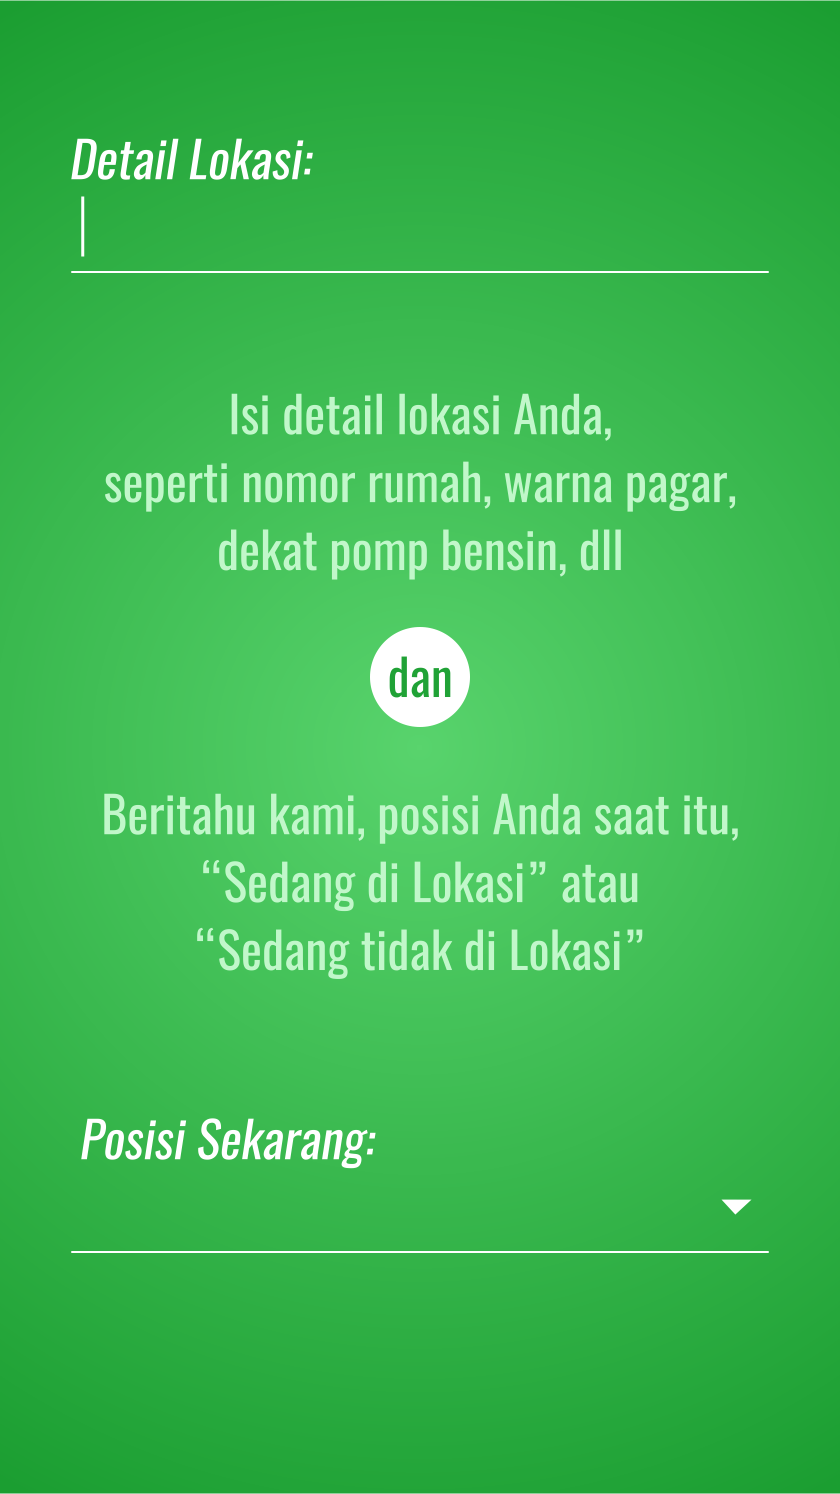 Detail Lokasi:
Isi detail lokasi Anda,
seperti nomor rumah, warna pagar,
dekat pomp bensin, dll
dan
Beritahu kami, posisi Anda saat itu,
“Sedang di Lokasi” atau
“Sedang tidak di Lokasi”
Posisi Sekarang: